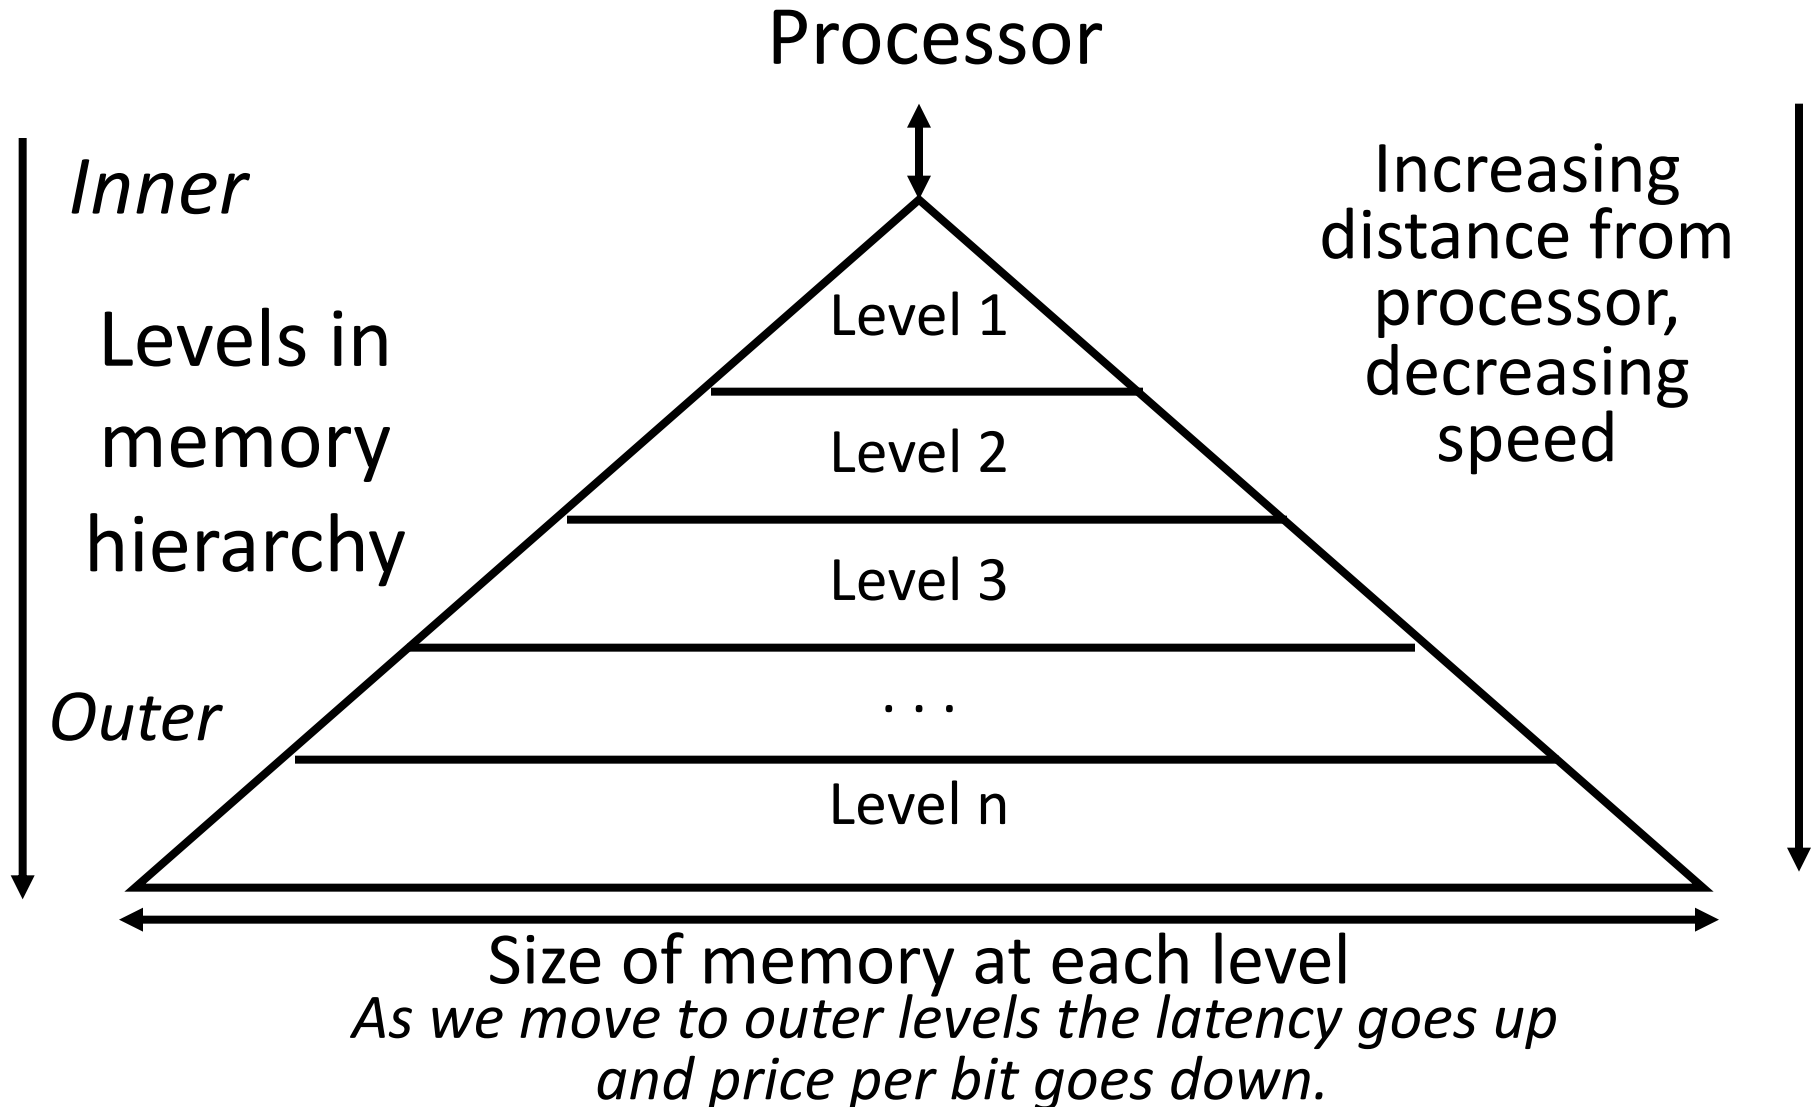 Processor
Inner
Levels in
memory
hierarchy
Outer
Level 1
Level 2
Level 3
. . .
Level n
Increasing
distance from
processor,
decreasing
speed
Size of memory at each level
As we move to outer levels the latency goes up
and price per bit goes down.